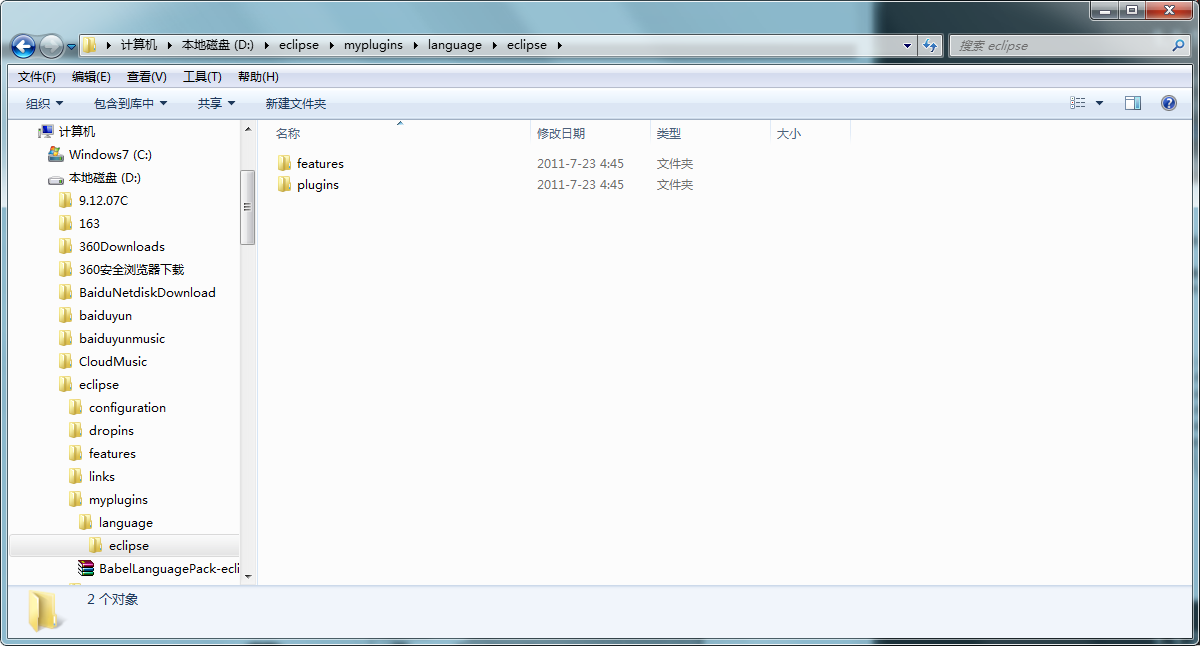 计算机 本地磁盘 (D:) eclipse myplugins language eclipse 搜索 eclipse
文件(F) 编辑(E) 查看(V) 工具(T) 帮助(H)
组织 包含到库中 共享 新建文件夹
名称 修改日期 类型 大小
features 2011-7-23 4:45 文件夹
plugins 2011-7-23 4:45 文件夹
计算机
Windows7 (C:)
本地磁盘 (D:)
9.12.07C
163
360Downloads
360安全浏览器下载
BaiduNetdiskDownload
baiduyun
baiduyunmusic
CloudMusic
eclipse
configuration
dropins
features
links
myplugins
language
eclipse
BabelLanguagePack-ecli
2 个对象